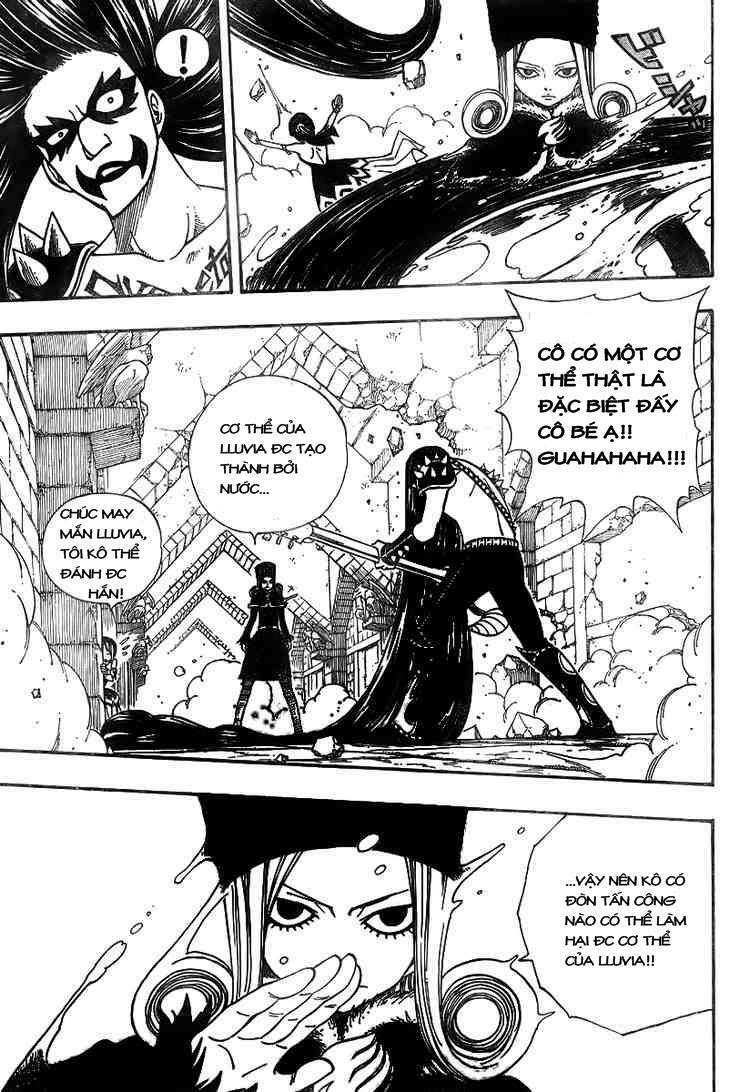 !
CÔ CÓ MỘT CƠ
THỂ THẬT LÀ
ĐẶC BIỆT ĐẤY
CÔ BÉ Ạ!!
GUAHAHAHA!!!
CƠ THỂ CỦA
LLUVIA ĐC TẠO
THÀNH BỞI
NƯỚC...
CHÚC MAY
MẮN LLUVIA,
TÔI KÔ THỂ
ĐÁNH ĐC
HẮN!
...VẬY NÊN KÔ CÓ
ĐÒN TẤN CÔNG
NÀO CÓ THỂ LÀM
HẠI ĐC CƠ THỂ
CỦA LLUVIA!!